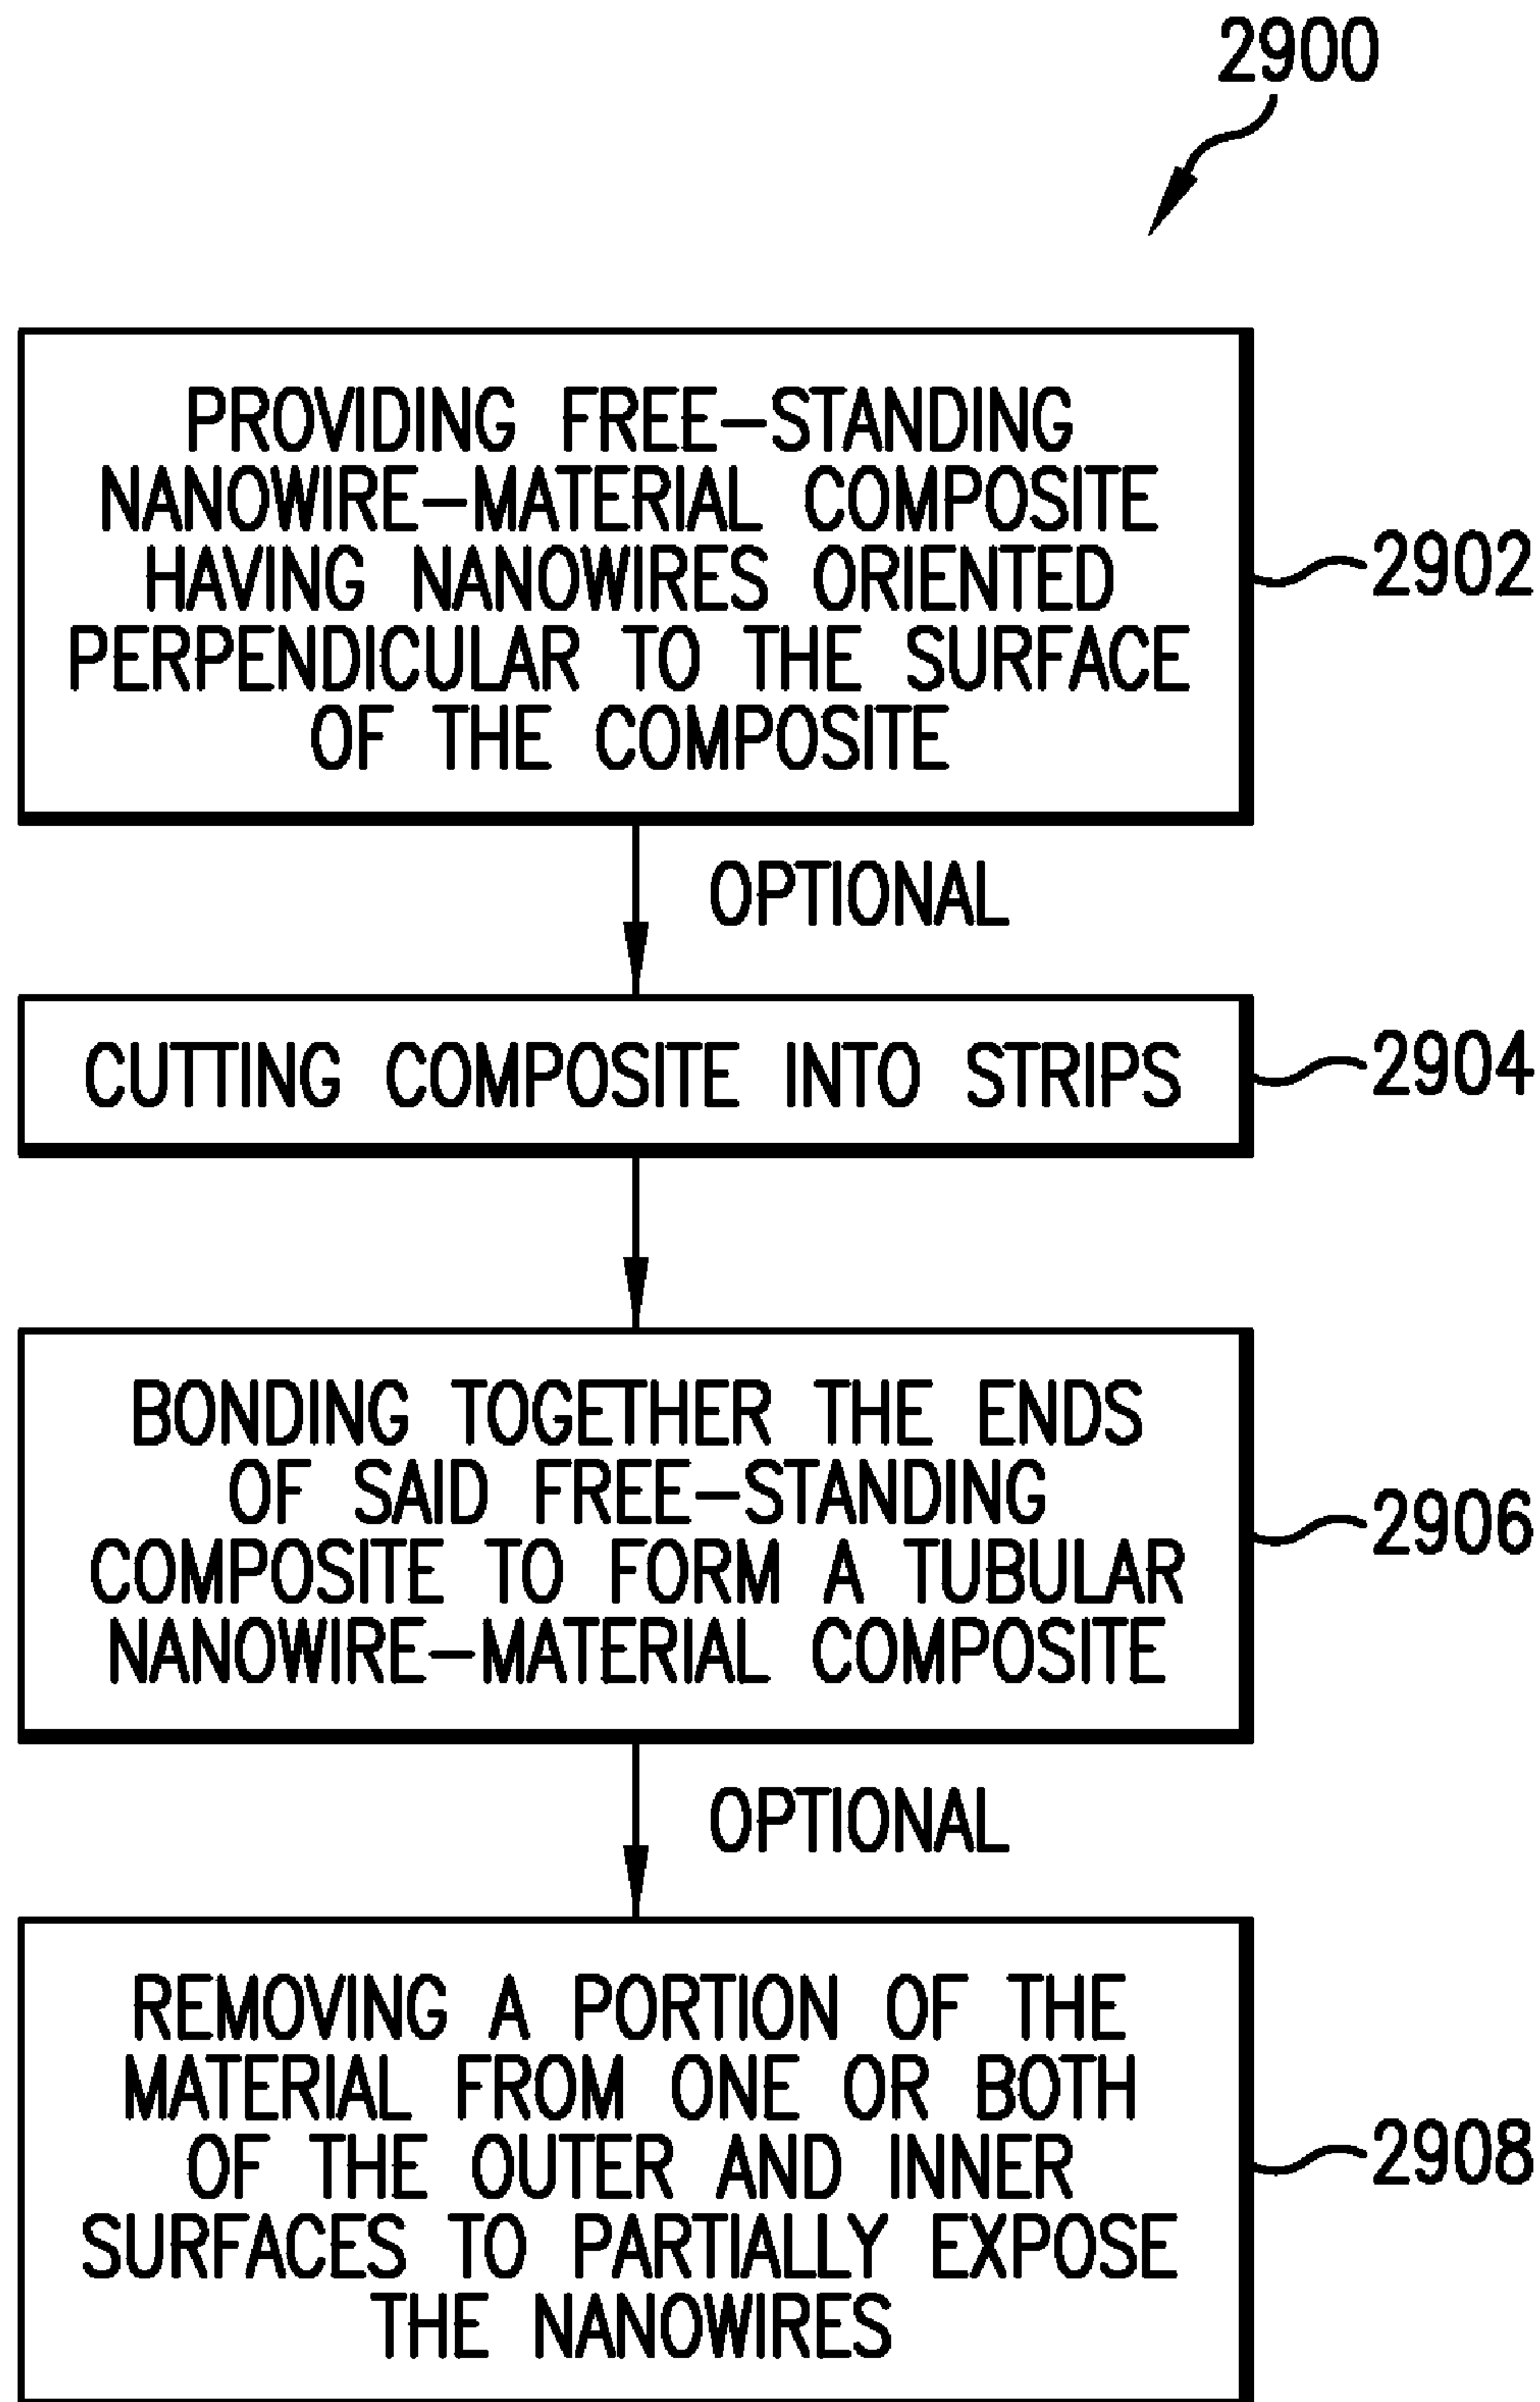 2900
PROVIDING FREE-STANDING
NANOWIRE-MATERIAL COMPOSITE
HAVING NANOWIRES ORIENTED
PERPENDICULAR TO THE SURFACE
OF THE COMPOSITE
2902
OPTIONAL
CUTTING COMPOSITE INTO STRIPS
2904
BONDING TOGETHER THE ENDS
OF SAID FREE-STANDING
COMPOSITE TO FORM A TUBULAR
NANOWIRE-MATERIAL COMPOSITE
2906
OPTIONAL
REMOVING A PORTION OF THE
MATERIAL FROM ONE OR BOTH
OF THE OUTER AND INNER
SURFACES TO PARTIALLY EXPOSE
THE NANOWIRES
2908